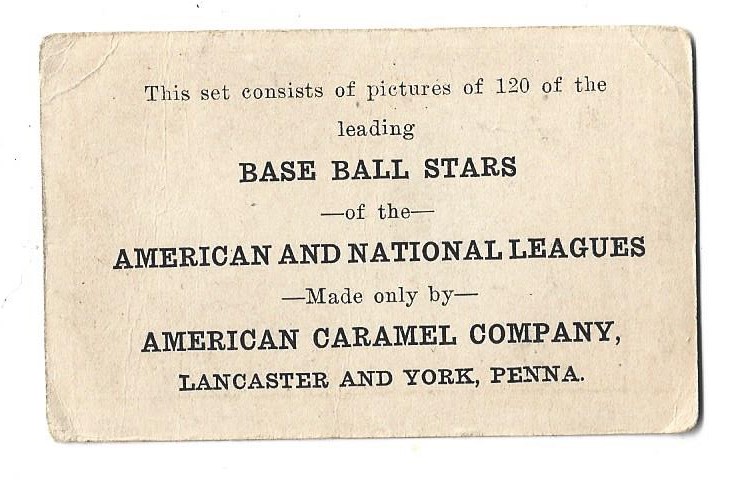 This set consists of pictures of 120 of the
leading
BASE BALL STARS
—of the—
AMERICAN AND NATIONAL LEAGUES
—Made only by—
AMERICAN CARAMEL COMPANY,
LANCASTER AND YORK, PENNA.